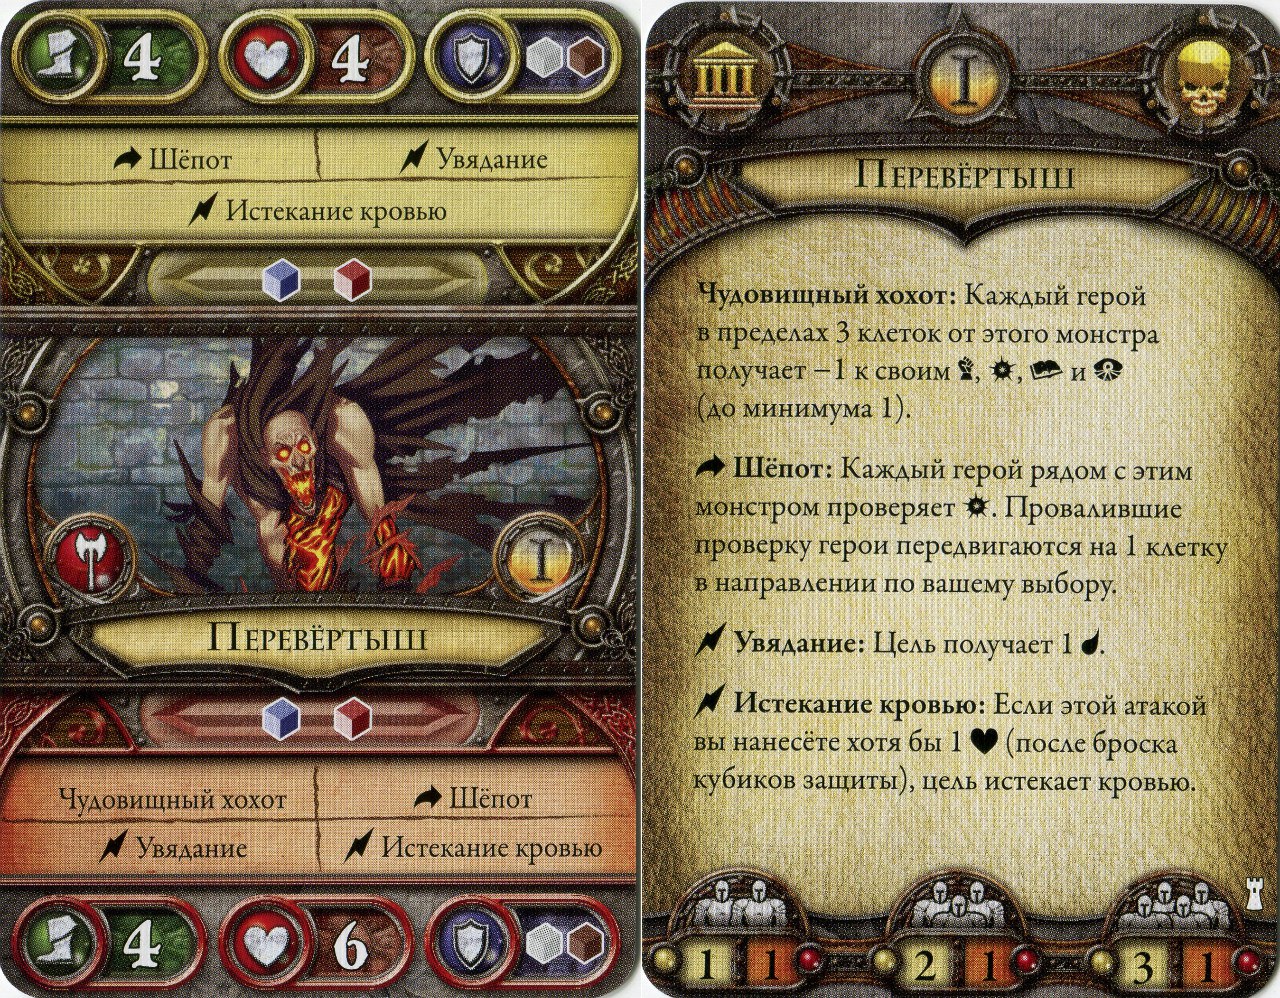 4 4
Шёпот Увядание
Истекание кровью
I
Перевёртыш
Чудовищный хохот Шёпот
Увядание Истекание кровью
4 6
I
Перевёртыш
Чудовищный хохот: Каждый герой
в пределах 3 клеток от этого монстра
получает –1 к своим , , и
(до минимума 1).
Шёпот: Каждый герой рядом с этим
монстром проверяет . Провалившие
проверку герои передвигаются на 1 клетку
в направлении по вашему выбору.
Увядание: Цель получает 1 .
Истекание кровью: Если этой атакой
вы нанесёте хотя бы 1 (после броска
кубиков защиты), цель истекает кровью.
1 1 2 1 3 1